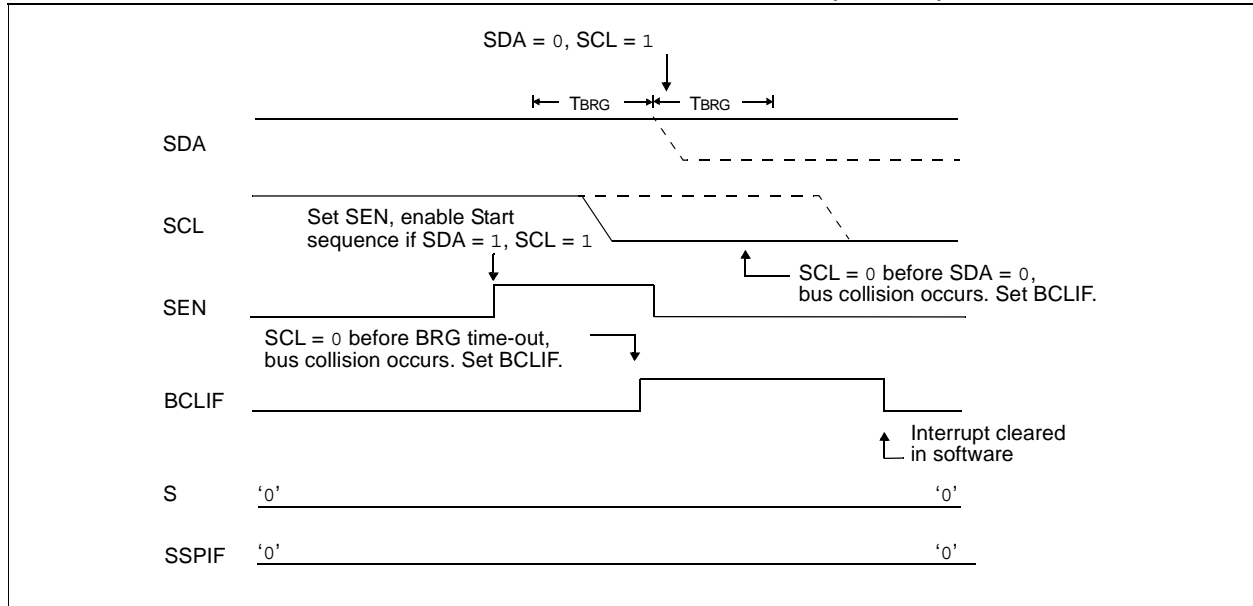 SDA = 0, SCL = 1
TBRG
TBRG
SDA
SCL
Set SEN, enable Start
sequence if SDA = 1, SCL = 1
SCL = 0 before SDA = 0,
bus collision occurs. Set BCLIF.
SEN
SCL = 0 before BRG time-out,
bus collision occurs. Set BCLIF.
BCLIF
Interrupt cleared
in software
S
‘0’
‘0’
SSPIF
‘0’
‘0’